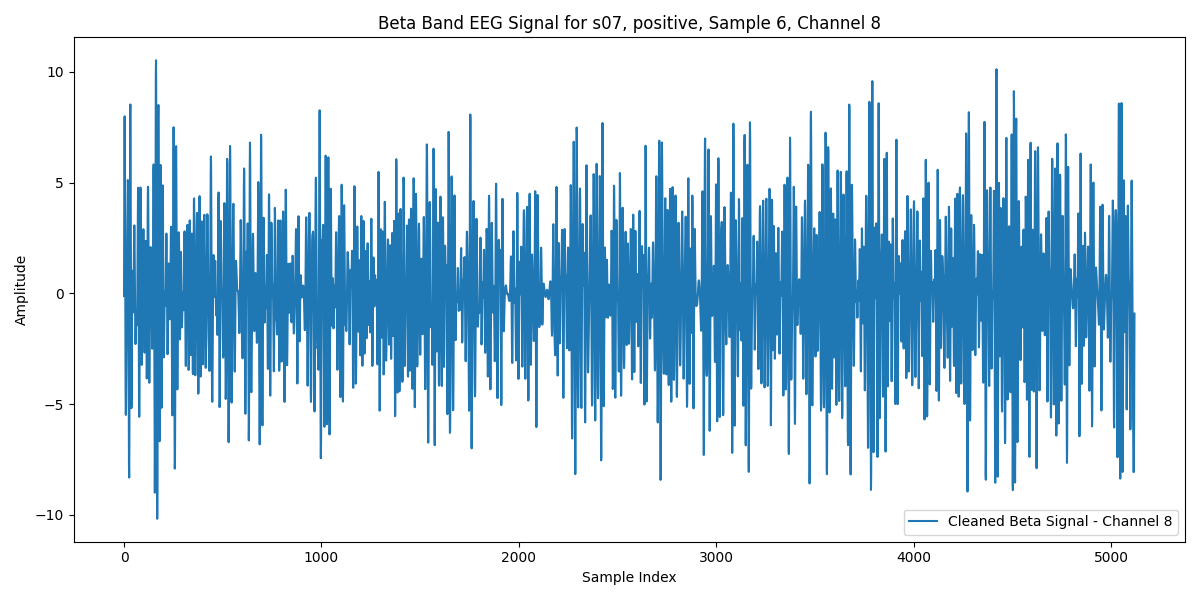 Beta Band EEG Signal for s07, positive, Sample 6, Channel 8
Amplitude
10
5
0
−5
−10
0 1000 2000 3000 4000 5000
Sample Index
Cleaned Beta Signal - Channel 8